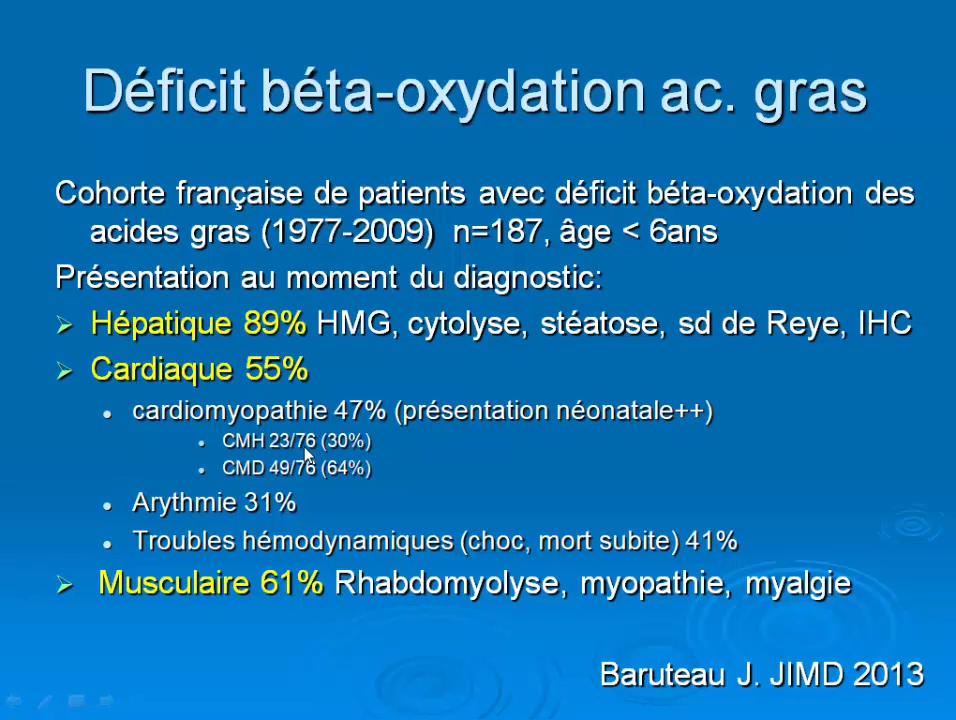 Déficit béta-oxydation ac. gras
Cohorte française de patients avec déficit béta-oxydation des
acides gras (1977-2009) n=187, âge < 6ans
Présentation au moment du diagnostic:
Hépatique 89% HMG, cytolyse, stéatose, sd de Reye, IHC
Cardiaque 55%
cardiomyopathie 47% (présentation néonatale++)
CMH 23/76 (30%)
CMD 49/76 (64%)
Arythmie 31%
Troubles hémodynamiques (choc, mort subite) 41%
Musculaire 61% Rhabdomyolyse, myopathie, myalgie
Baruteau J. JIMD 2013